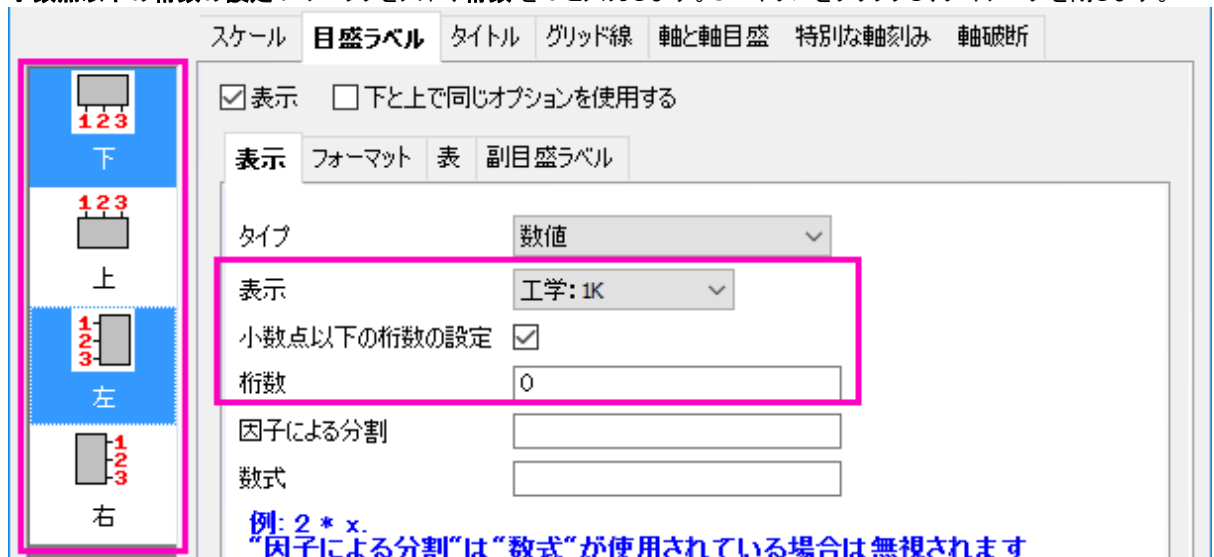 スケール 目盛ラベル タイトル グリッド線 軸と軸目盛 特別な軸刻み 軸破断
表示 下と上で同じオプションを使用する
123
下
表示 フォーマット 表 副目盛ラベル
123
上
タイプ 数値
表示 工学: 1K
1
2
3
左
小数点以下の桁数の設定
桁数 0
因子による分割
1
2
3
右
数式
例: 2 * x.
"因子による分割"は"数式"が使用されている場合は無視されます